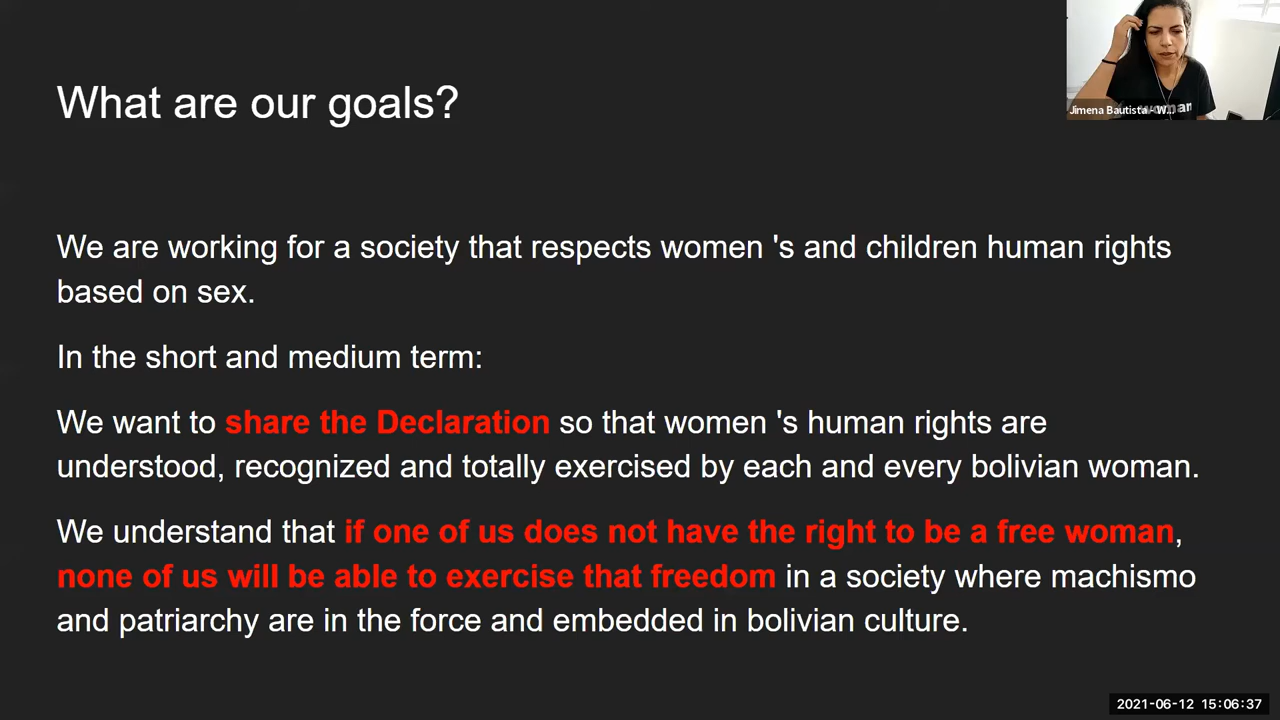 What are our goals?
woman
Jimena Bautista - W...
We are working for a society that respects women 's and children human rights
based on sex.
In the short and medium term:
We want to share the Declaration so that women 's human rights are
understood, recognized and totally exercised by each and every bolivian woman.
We understand that if one of us does not have the right to be a free woman,
none of us will be able to exercise that freedom in a society where machismo
and patriarchy are in the force and embedded in bolivian culture.
2021-06-12 15:06:37